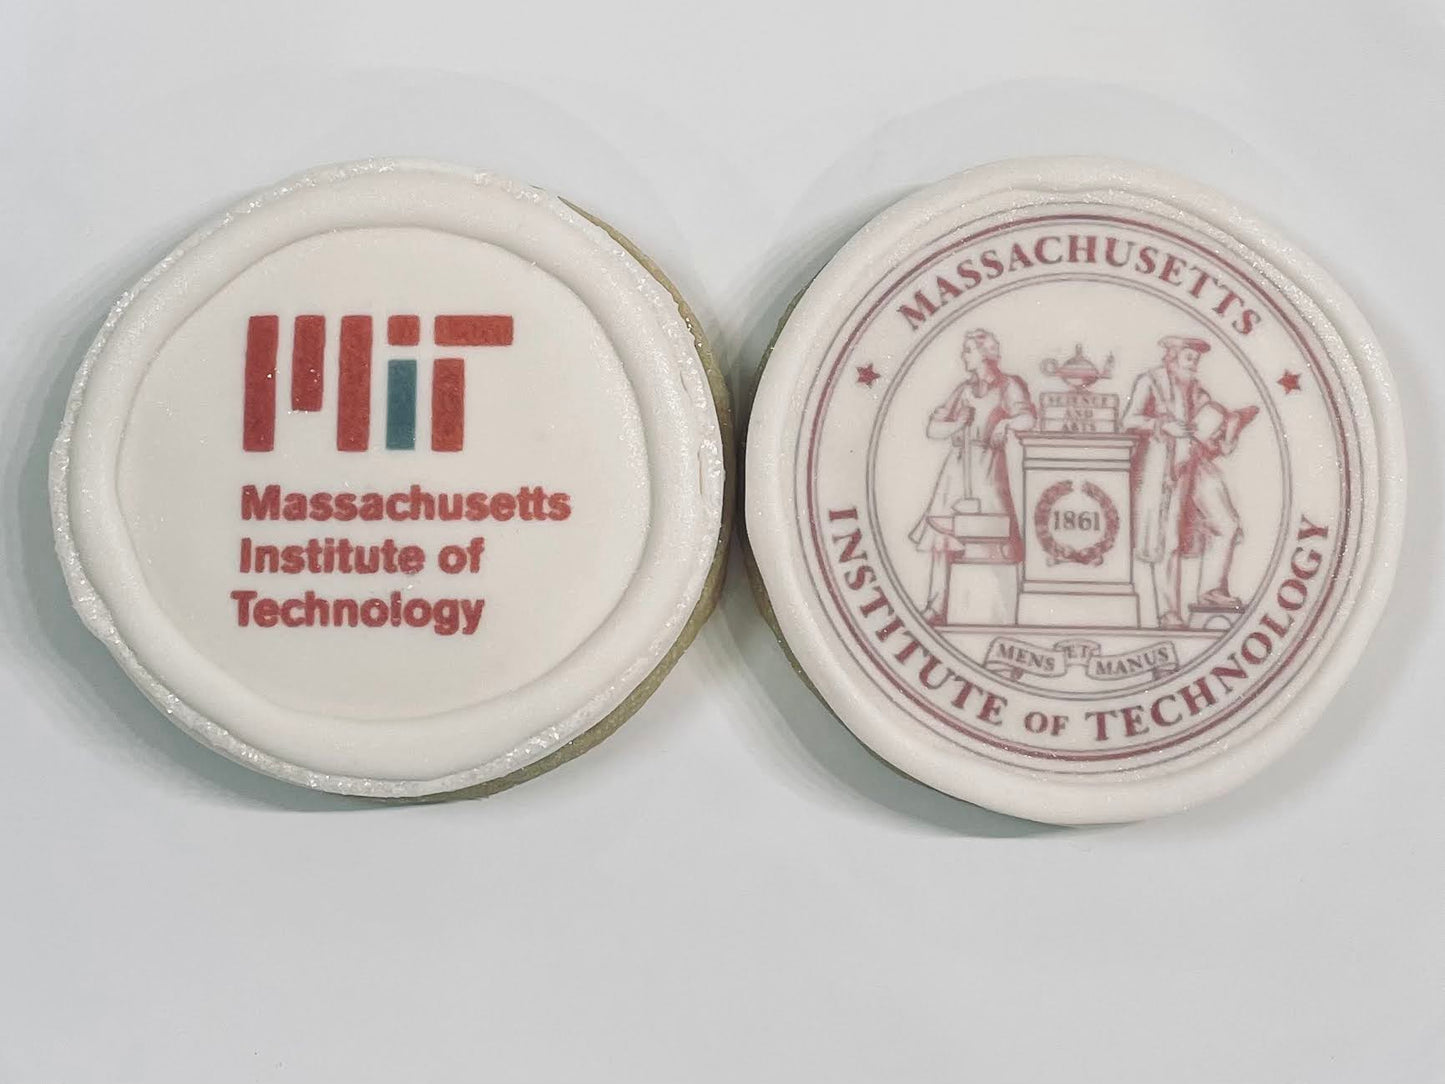 MIT
Massachusetts
Institute of
Technology
MASSACHUSETTS
INSTITUTE OF TECHNOLOGY
SCIENCE
AND
ARTS
1861
MENS ET MANUS